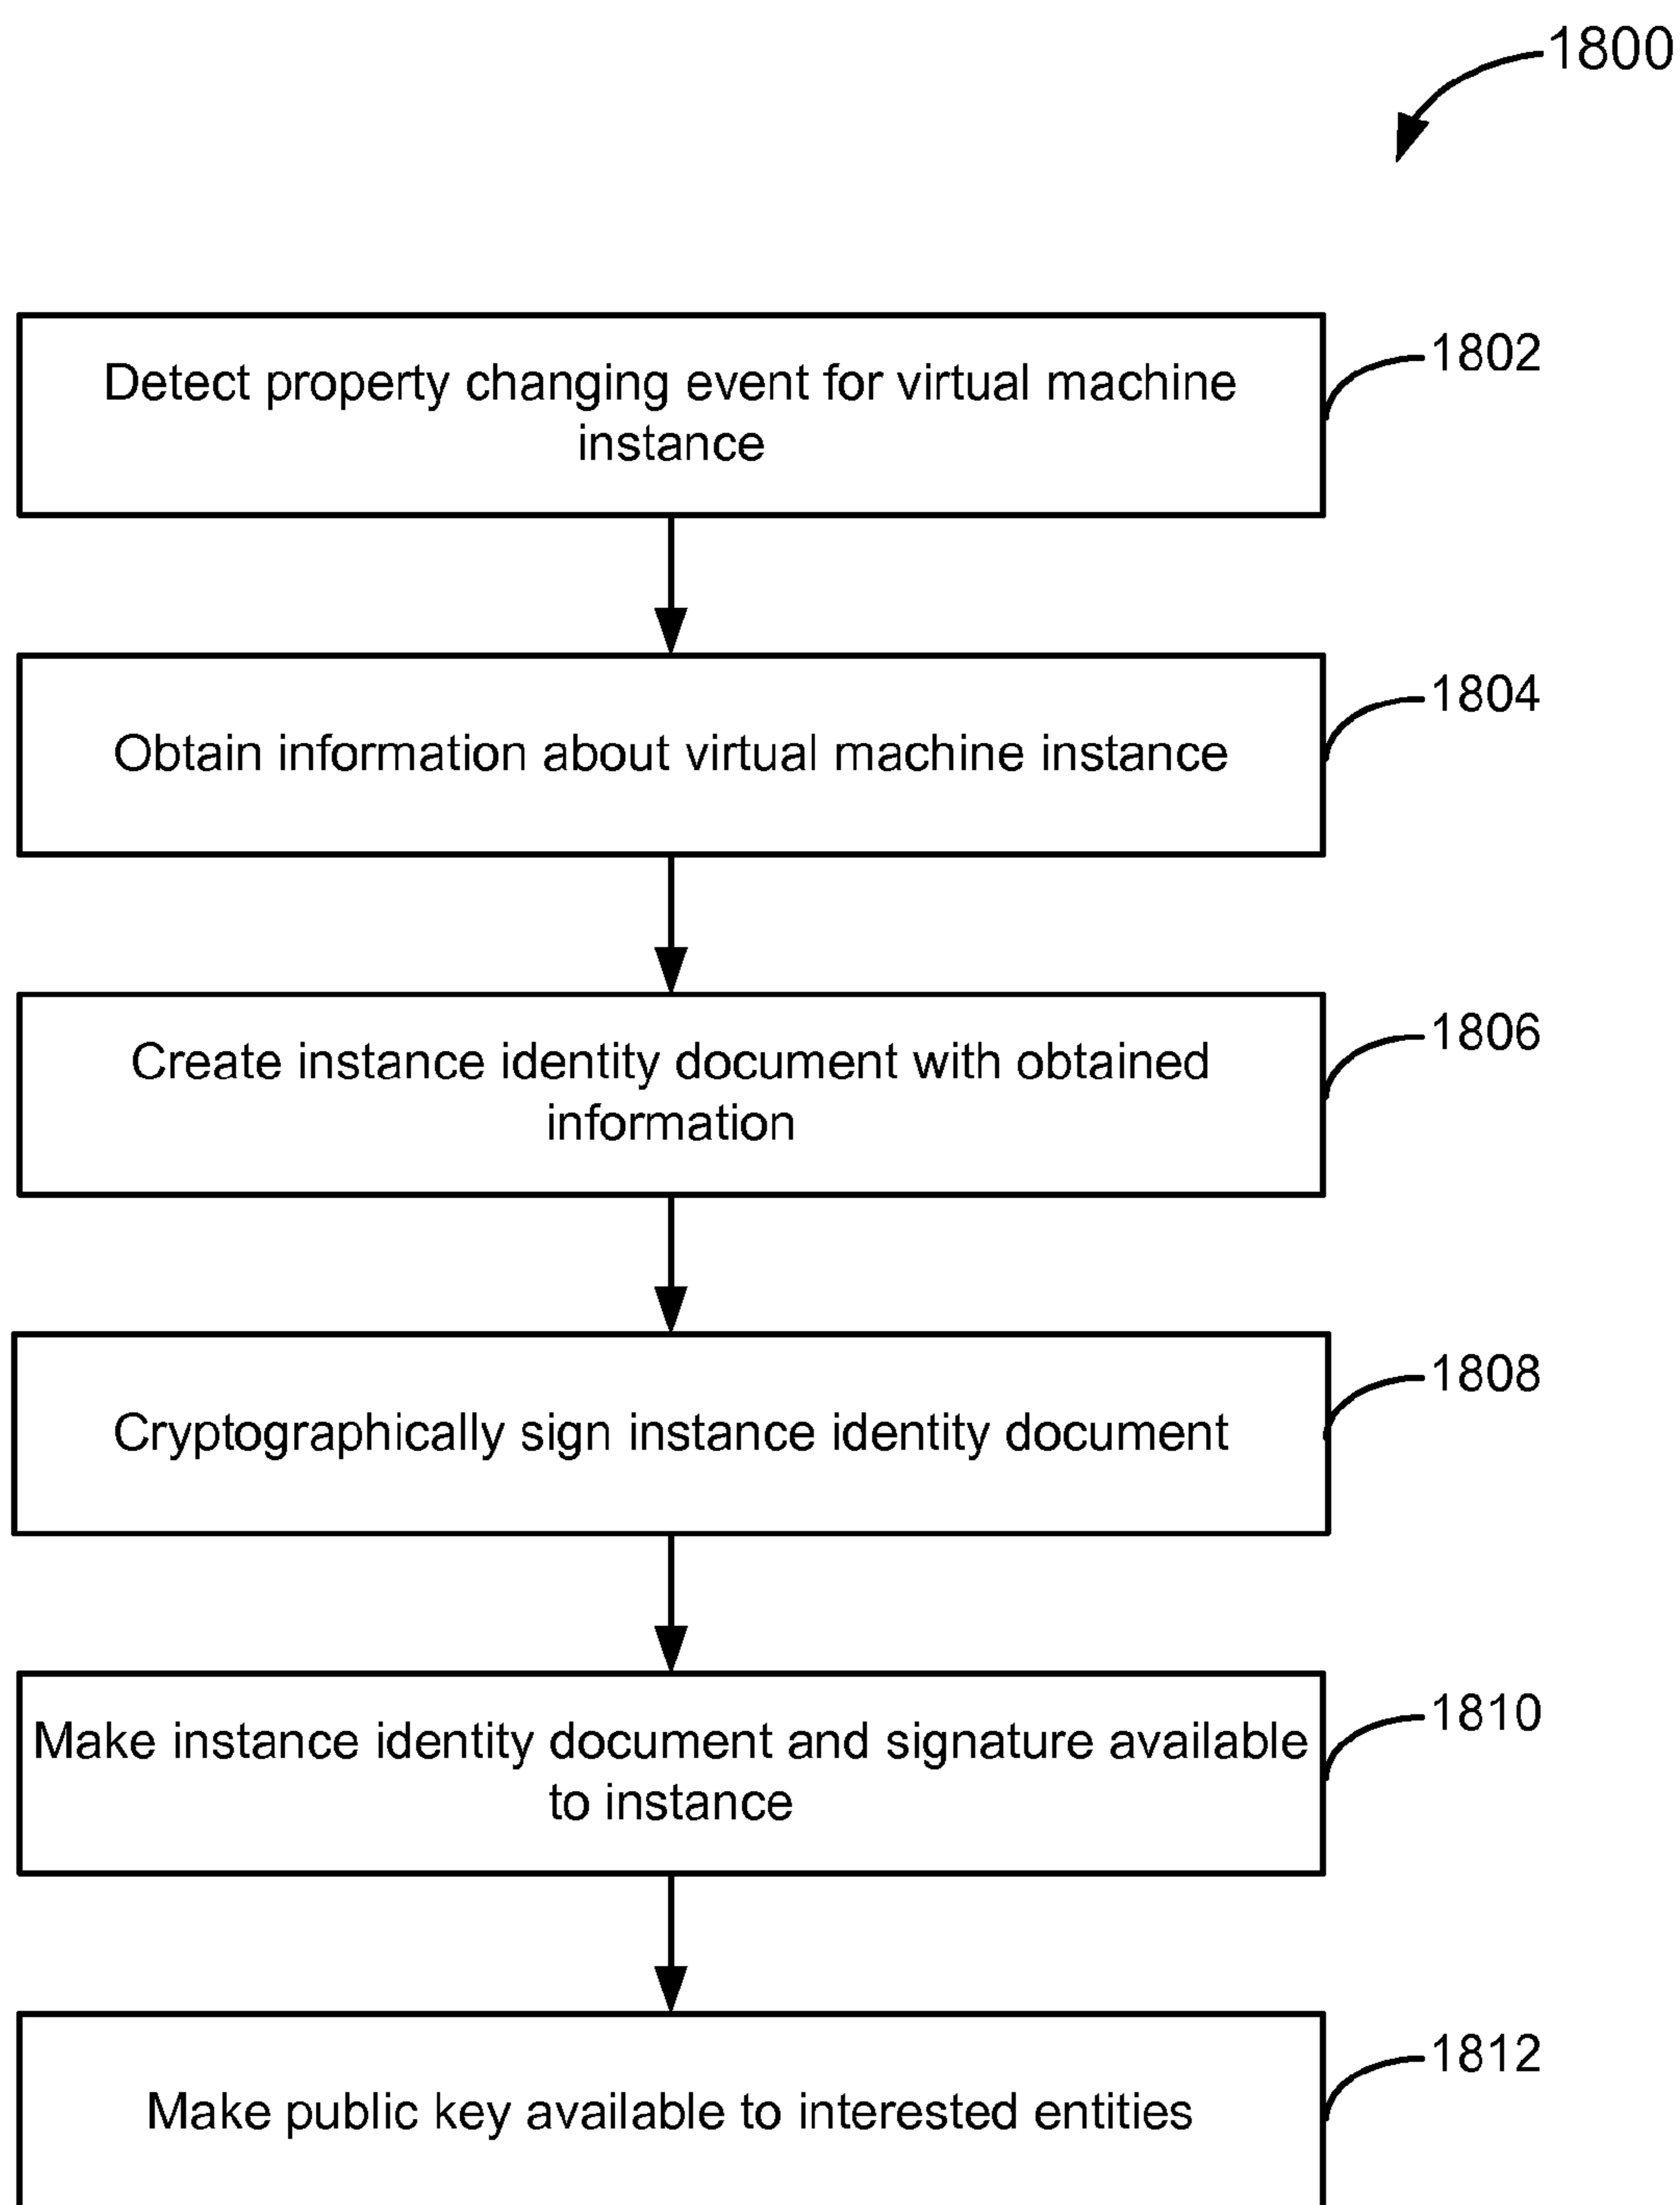 1800
Detect property changing event for virtual machine
instance
1802
Obtain information about virtual machine instance
1804
Create instance identity document with obtained
information
1806
Cryptographically sign instance identity document
1808
Make instance identity document and signature available
to instance
1810
Make public key available to interested entities
1812